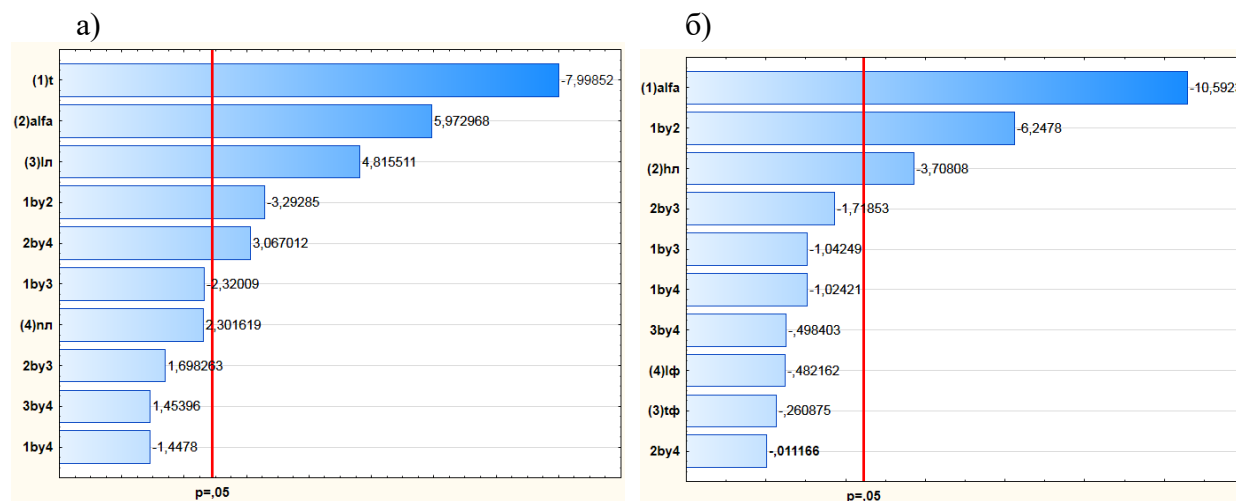 а)
(1)t -7,99852
(2)alfa 5,972968
(3)lл 4,815511
1by2 -3,29285
2by4 3,067012
1by3 -2,32009
(4)nл 2,301619
2by3 1,698263
3by4 1,45396
1by4 -1,4478
p=,05
б)
(1)alfa -10,5923
1by2 -6,2478
(2)hл -3,70808
2by3 -1,71853
1by3 -1,04249
1by4 -1,02421
3by4 -,498403
(4)lф -,482162
(3)tф -,260875
2by4 -,011166
p=,05